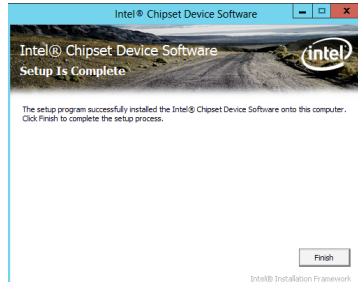 Intel® Chipset Device Software
Intel® Chipset Device Software
Setup Is Complete
intel
The setup program successfully installed the Intel® Chipset Device Software onto this computer.
Click Finish to complete the setup process.
Finish
Intel® Installation Framework